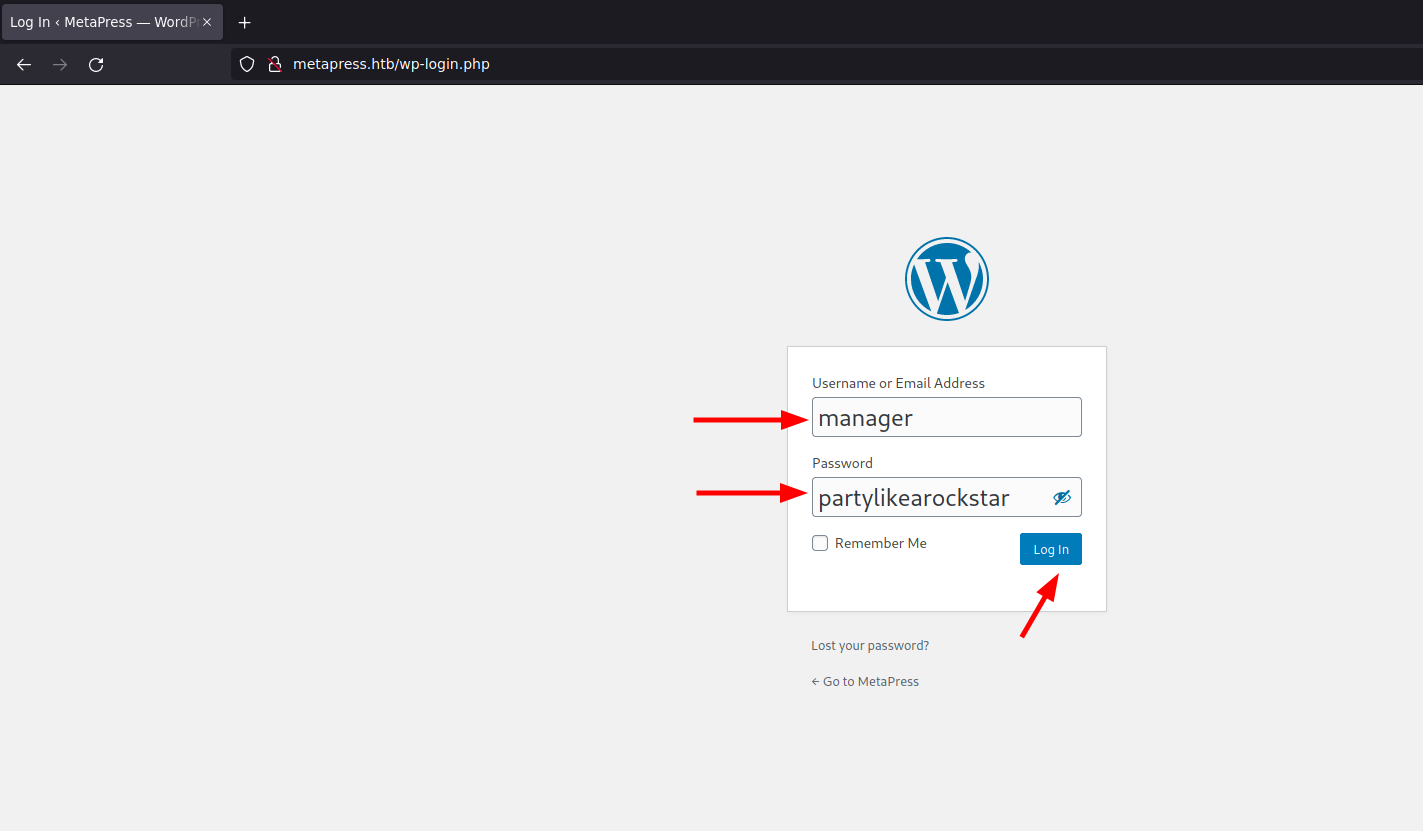 Log In ‹ MetaPress — WordPr
metapress.htb/wp-login.php
Username or Email Address
manager
Password
partylikearockstar
Remember Me
Log In
Lost your password?
← Go to MetaPress